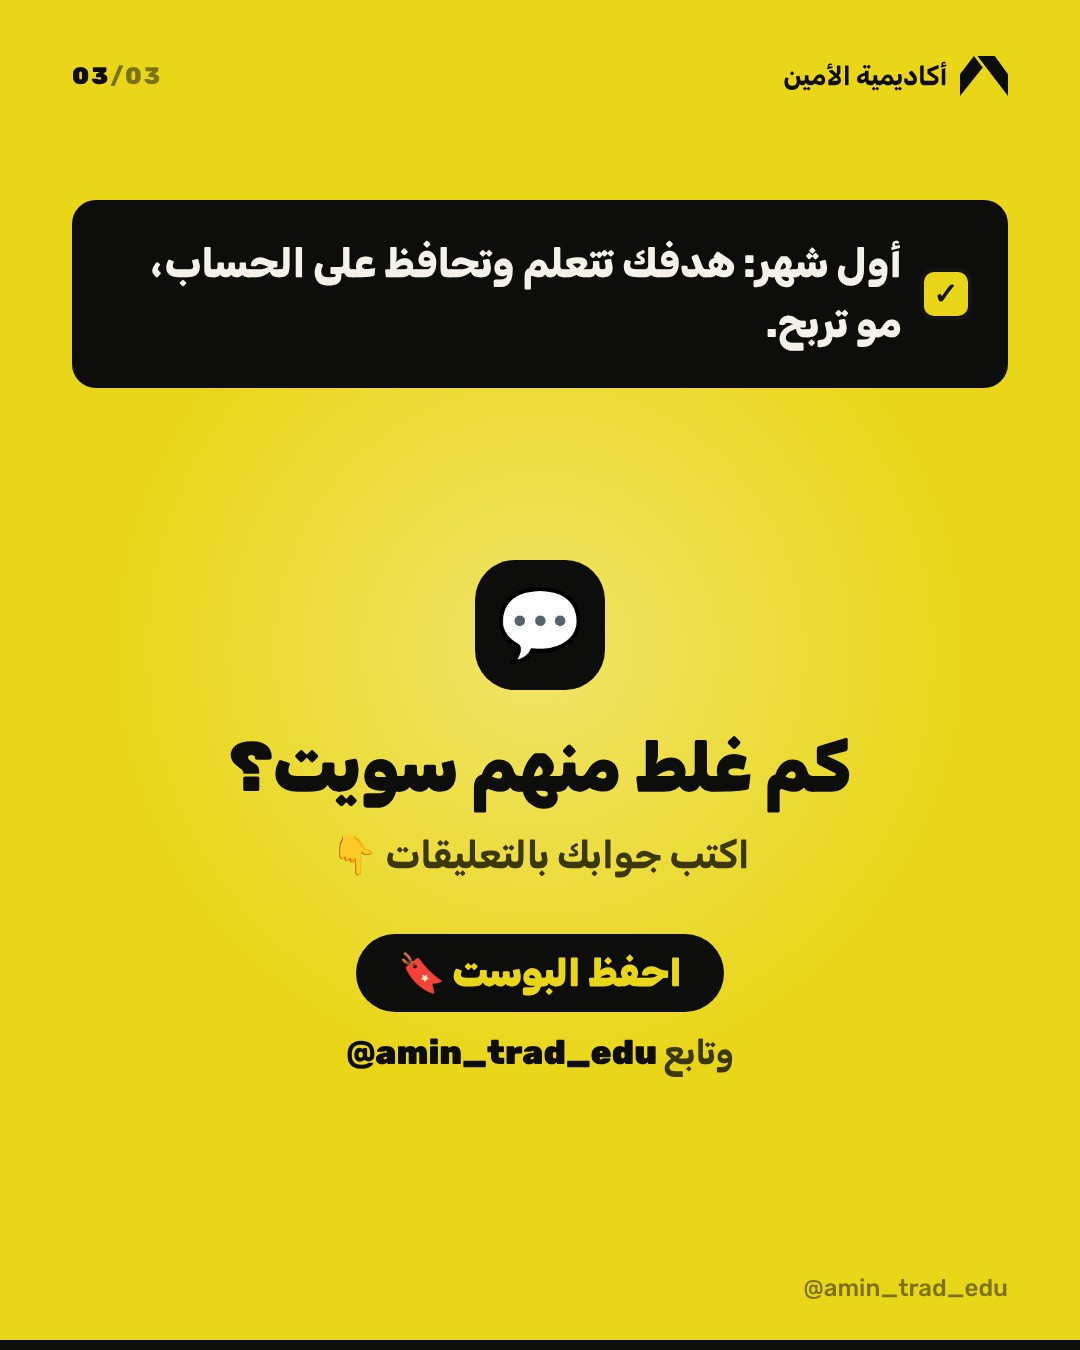 أكاديمية الأمين
03/03
أول شهر: هدفك تتعلم وتحافظ على الحساب،
مو تربح.
✓
💬
كم غلط منهم سويت؟
اكتب جوابك بالتعليقات 👇
احفظ البوست 🔖
وتابع @amin_trad_edu
@amin_trad_edu